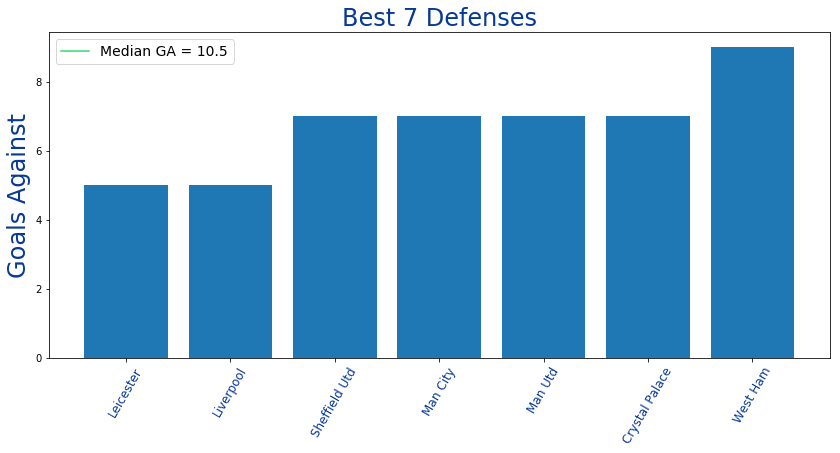 Best 7 Defenses
Median GA = 10.5
Goals Against
8
6
4
2
0
Leicester
Liverpool
Sheffield Utd
Man City
Man Utd
Crystal Palace
West Ham